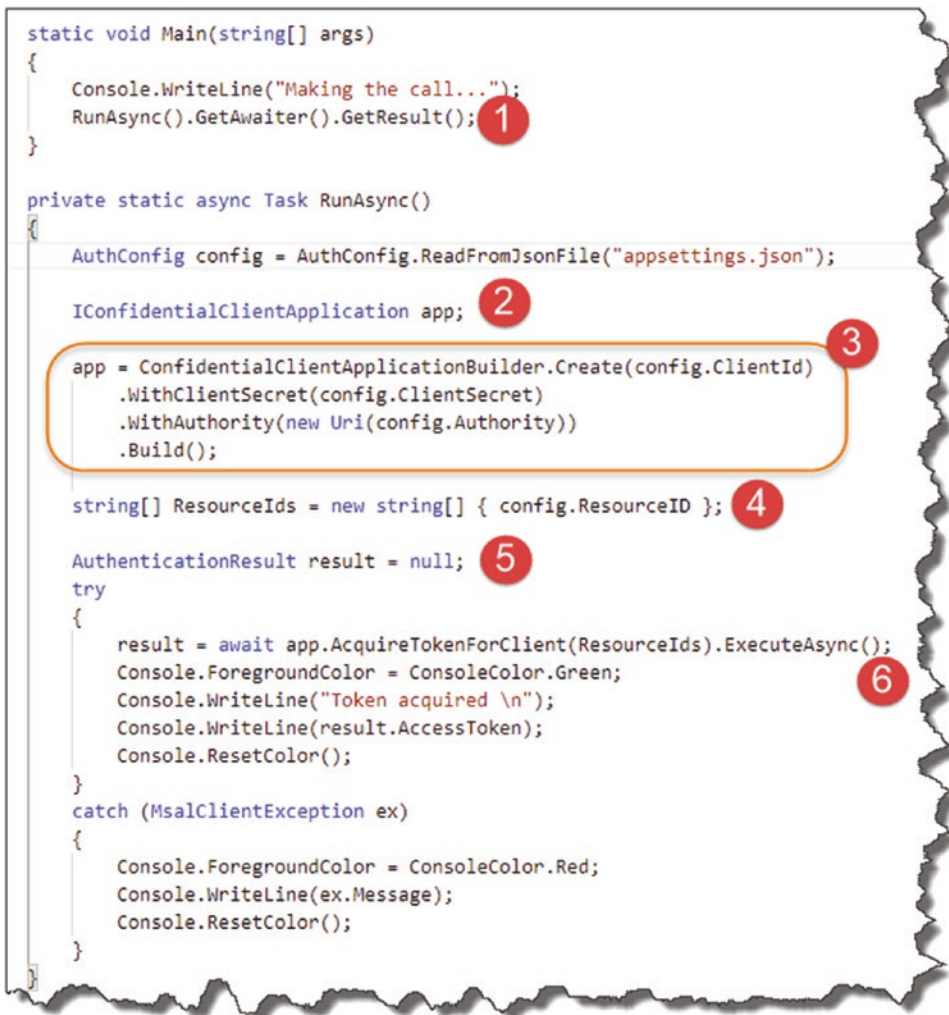 static void Main(string[] args)
{
Console.WriteLine("Making the call...");
RunAsync().GetAwaiter().GetResult(); 1
}
private static async Task RunAsync()
{
AuthConfig config = AuthConfig.ReadFromJsonFile("appsettings.json");
IConfidentialClientApplication app; 2
3
app = ConfidentialClientApplicationBuilder.Create(config.ClientId)
.WithClientSecret(config.ClientSecret)
.WithAuthority(new Uri(config.Authority))
.Build();
string[] ResourceIds = new string[] { config.ResourceID }; 4
AuthenticationResult result = null; 5
try
{
result = await app.AcquireTokenForClient(ResourceIds).ExecuteAsync();
Console.ForegroundColor = ConsoleColor.Green; 6
Console.WriteLine("Token acquired \n");
Console.WriteLine(result.AccessToken);
Console.ResetColor();
}
catch (MsalClientException ex)
{
Console.ForegroundColor = ConsoleColor.Red;
Console.WriteLine(ex.Message);
Console.ResetColor();
}
}